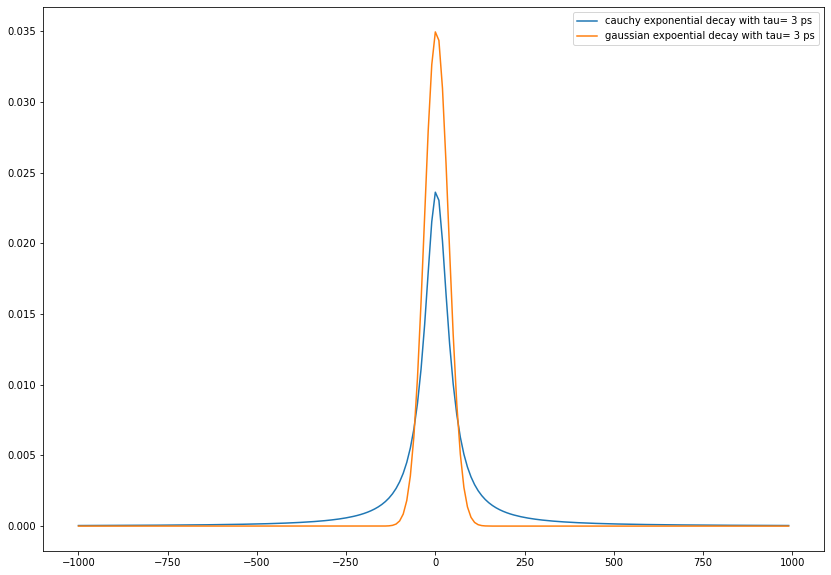 cauchy exponential decay with tau= 3 ps
gaussian expoential decay with tau= 3 ps
0.035
0.030
0.025
0.020
0.015
0.010
0.005
0.000
−1000 −750 −500 −250 0 250 500 750 1000